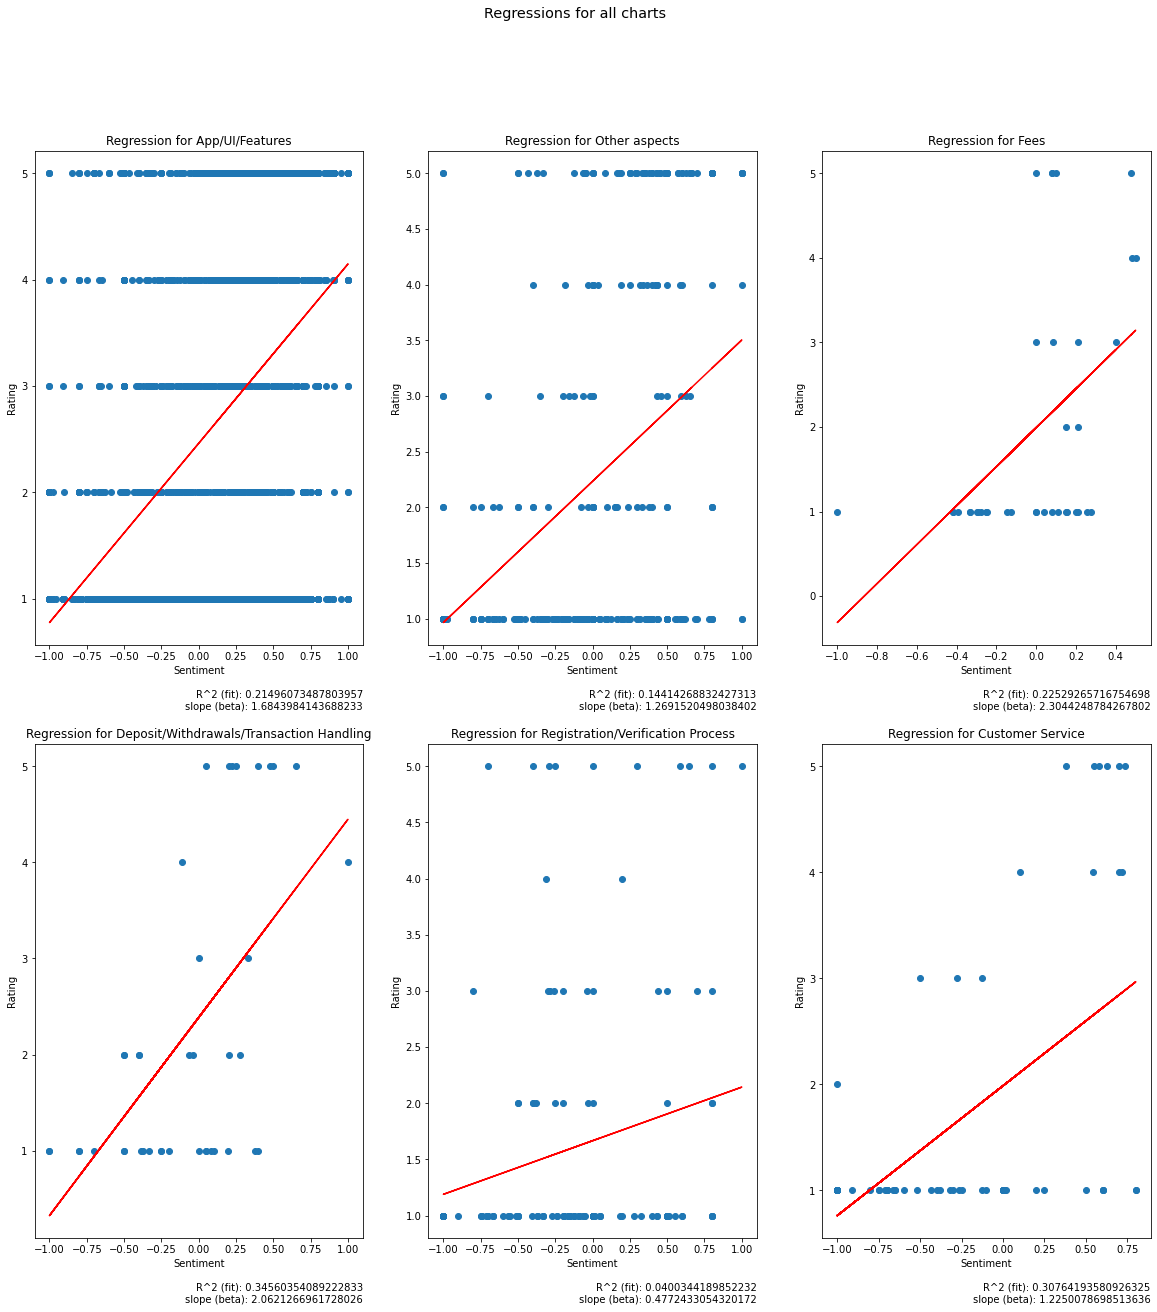 Regressions for all charts
Regression for App/UI/Features
5
4
3
2
1
Rating
−1.00 −0.75 −0.50 −0.25 0.00 0.25 0.50 0.75 1.00
Sentiment
R^2 (fit): 0.21496073487803957
slope (beta): 1.6843984143688233
Regression for Other aspects
5.0
4.5
4.0
3.5
3.0
2.5
2.0
1.5
1.0
Rating
−1.00 −0.75 −0.50 −0.25 0.00 0.25 0.50 0.75 1.00
Sentiment
R^2 (fit): 0.14414268832427313
slope (beta): 1.2691520498038402
Regression for Fees
5
4
3
2
1
0
Rating
−1.0 −0.8 −0.6 −0.4 −0.2 0.0 0.2 0.4
Sentiment
R^2 (fit): 0.22529265716754698
slope (beta): 2.3044248784267802
Regression for Deposit/Withdrawals/Transaction Handling
5
4
3
2
1
Rating
−1.00 −0.75 −0.50 −0.25 0.00 0.25 0.50 0.75 1.00
Sentiment
R^2 (fit): 0.34560354089222833
slope (beta): 2.0621266961728026
Regression for Registration/Verification Process
5.0
4.5
4.0
3.5
3.0
2.5
2.0
1.5
1.0
Rating
−1.00 −0.75 −0.50 −0.25 0.00 0.25 0.50 0.75 1.00
Sentiment
R^2 (fit): 0.0400344189852232
slope (beta): 0.4772433054320172
Regression for Customer Service
5
4
3
2
1
Rating
−1.00 −0.75 −0.50 −0.25 0.00 0.25 0.50 0.75
Sentiment
R^2 (fit): 0.30764193580926325
slope (beta): 1.2250078698513636